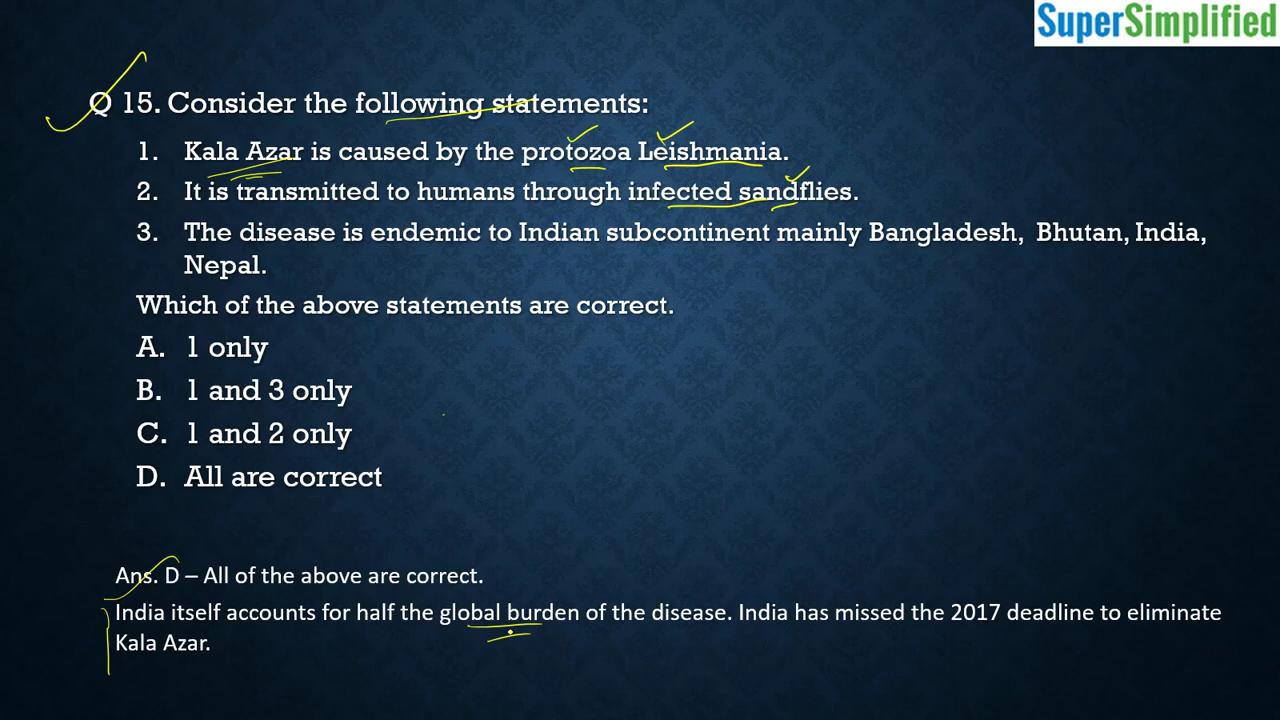 SuperSimplified
Q 15. Consider the following statements:
1. Kala Azar is caused by the protozoa Leishmania.
2. It is transmitted to humans through infected sandflies.
3. The disease is endemic to Indian subcontinent mainly Bangladesh, Bhutan, India,
Nepal.
Which of the above statements are correct.
A. 1 only
B. 1 and 3 only
C. 1 and 2 only
D. All are correct
Ans. D – All of the above are correct.
India itself accounts for half the global burden of the disease. India has missed the 2017 deadline to eliminate
Kala Azar.